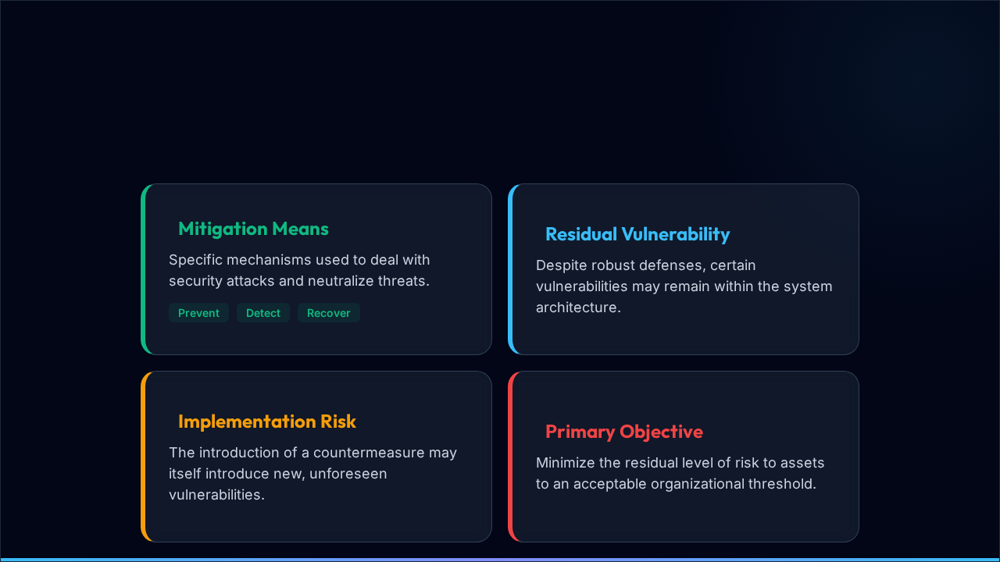 Mitigation Means
Specific mechanisms used to deal with
security attacks and neutralize threats.
Prevent Detect Recover
Residual Vulnerability
Despite robust defenses, certain
vulnerabilities may remain within the system
architecture.
Implementation Risk
The introduction of a countermeasure may
itself introduce new, unforeseen
vulnerabilities.
Primary Objective
Minimize the residual level of risk to assets
to an acceptable organizational threshold.